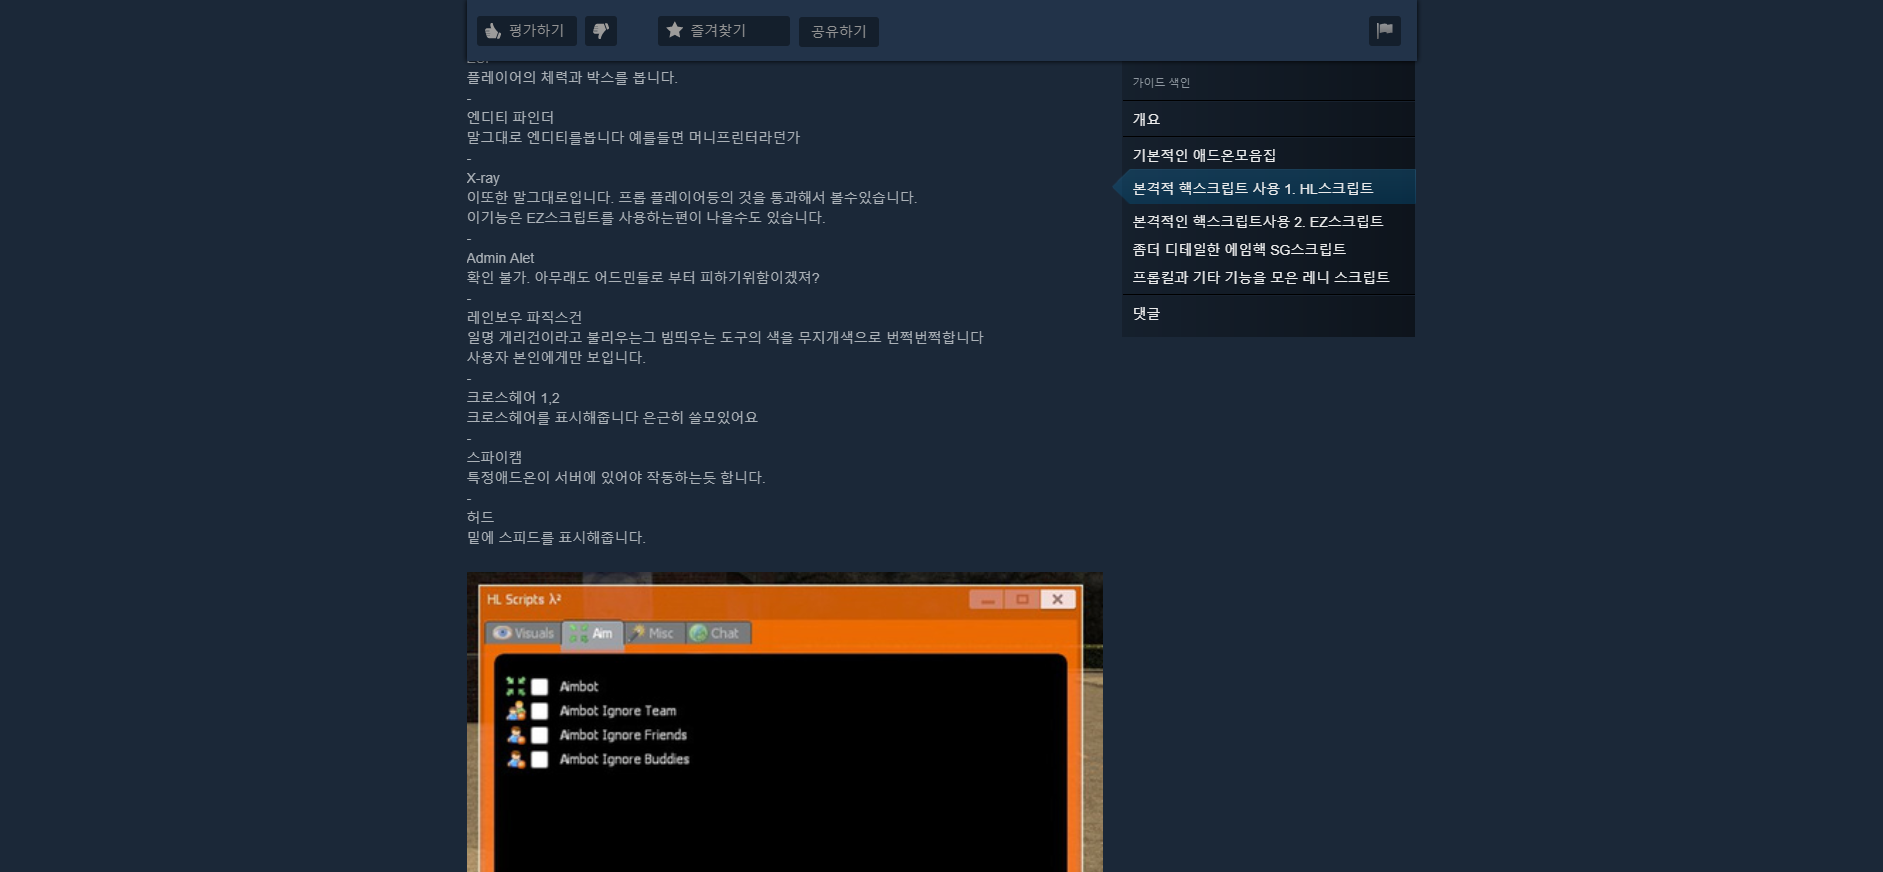 평가하기
즐겨찾기
공유하기
플레이어의 체력과 박스를 봅니다.
-
엔디티 파인더
말그대로 엔디티를봅니다 예를들면 머니프린터라던가
-
X-ray
이또한 말그대로입니다. 프롭 플레이어등의 것을 통과해서 볼수있습니다.
이기능은 EZ스크립트를 사용하는편이 나을수도 있습니다.
-
Admin Alet
확인 불가. 아무래도 어드민들로 부터 피하기위함이겠져?
-
레인보우 파직스건
일명 게리건이라고 불리우는그 빔띄우는 도구의 색을 무지개색으로 번쩍번쩍합니다
사용자 본인에게만 보입니다.
-
크로스헤어 1,2
크로스헤어를 표시해줍니다 은근히 쓸모있어요
-
스파이캠
특정애드온이 서버에 있어야 작동하는듯 합니다.
-
허드
밑에 스피드를 표시해줍니다.
HL Scripts λ²
Visuals
Aim
Misc
Chat
Aimbot
Aimbot Ignore Team
Aimbot Ignore Friends
Aimbot Ignore Buddies
가이드 색인
개요
기본적인 애드온모음집
본격적 핵스크립트 사용 1. HL스크립트
본격적인 핵스크립트사용 2. EZ스크립트
좀더 디테일한 에임핵 SG스크립트
프롭킬과 기타 기능을 모은 레니 스크립트
댓글